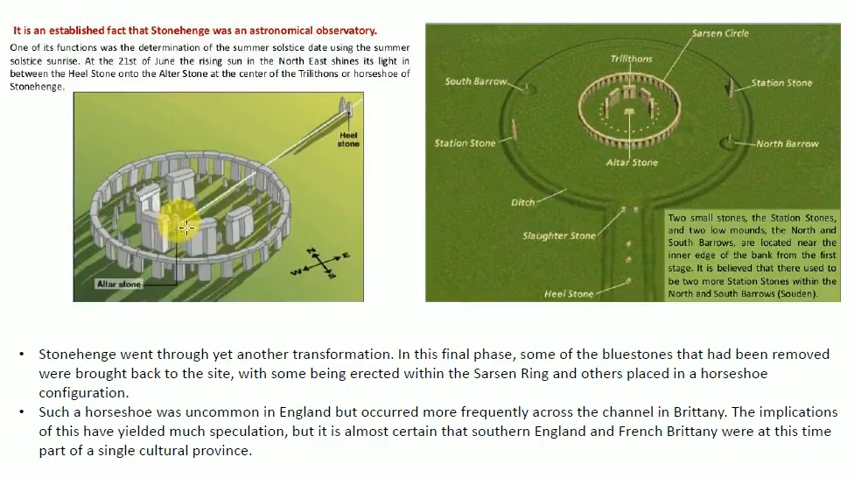 It is an established fact that Stonehenge was an astronomical observatory.
One of its functions was the determination of the summer solstice date using the summer
solstice sunrise. At the 21st of June the rising sun in the North East shines its light in
between the Heel Stone onto the Alter Stone at the center of the Trilithons or horseshoe of
Stonehenge.
Heel
stone
N
E
W
S
Altar stone
Sarsen Circle
Trilithons
South Barrow
Station Stone
Station Stone
North Barrow
Altar Stone
Ditch
Slaughter Stone
Heel Stone
Two small stones, the Station Stones,
and two low mounds, the North and
South Barrows, are located near the
inner edge of the bank from the first
stage. It is believed that there used to
be two more Station Stones within the
North and South Barrows (Souden).
• Stonehenge went through yet another transformation. In this final phase, some of the bluestones that had been removed
were brought back to the site, with some being erected within the Sarsen Ring and others placed in a horseshoe
configuration.
• Such a horseshoe was uncommon in England but occurred more frequently across the channel in Brittany. The implications
of this have yielded much speculation, but it is almost certain that southern England and French Brittany were at this time
part of a single cultural province.